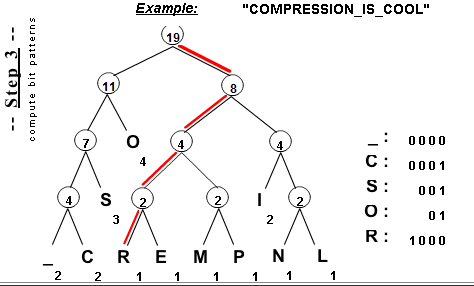 Example: "COMPRESSION_IS_COOL"
-- Step 3 --
compute bit patterns
19
11 8
7 O 4 4
4
4 S 2 2 I 2
3 2
_ C R E M P N L
2 2 1 1 1 1 1 1
_ : 0000
C : 0001
S : 001
O : 01
R : 1000